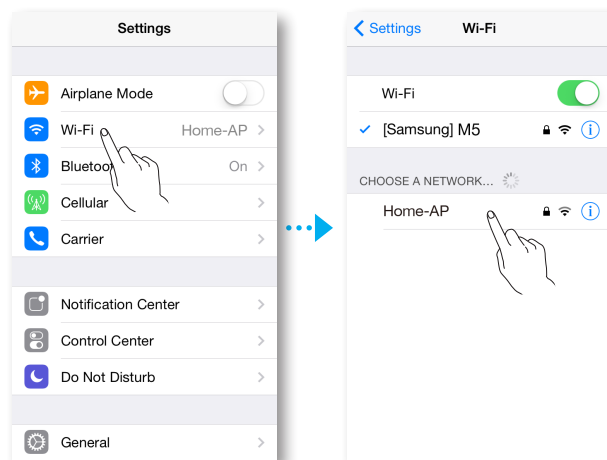 Settings
Airplane Mode
Wi-Fi Home-AP
Bluetoo On
Cellular
Carrier
Notification Center
Control Center
Do Not Disturb
General
Settings Wi-Fi
Wi-Fi
[Samsung] M5
CHOOSE A NETWORK...
Home-AP